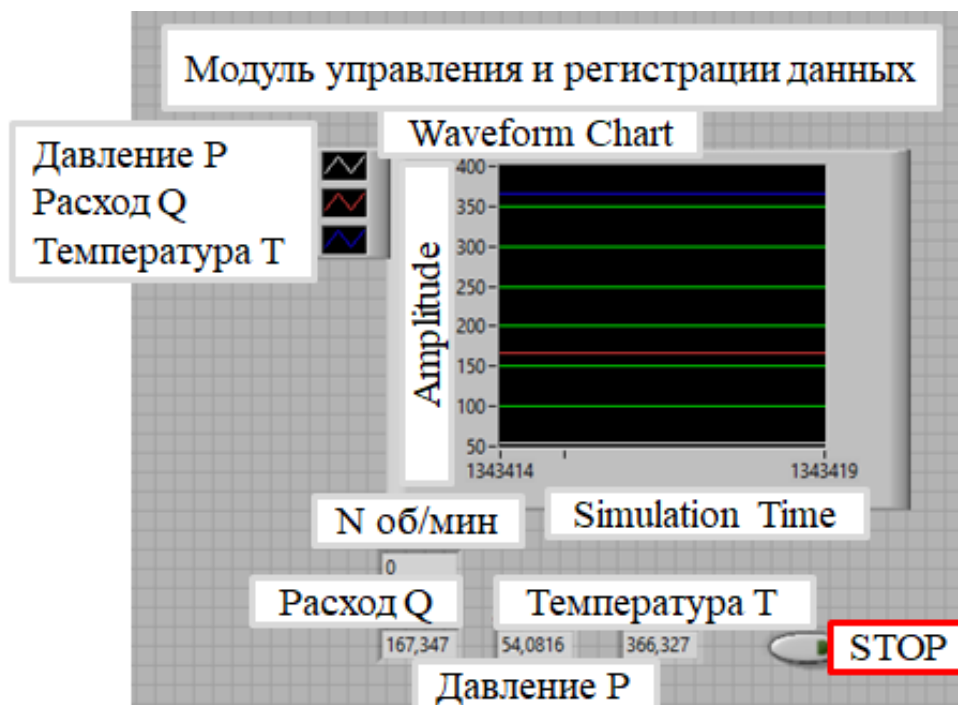 Модуль управления и регистрации данных
Waveform Chart
Давление P
Расход Q
Температура T
Amplitude
400
350
300
250
200
150
100
50
1343414
1343419
Simulation Time
N об/мин
0
Расход Q
Температура T
167,347
54,0816
366,327
STOP
Давление P